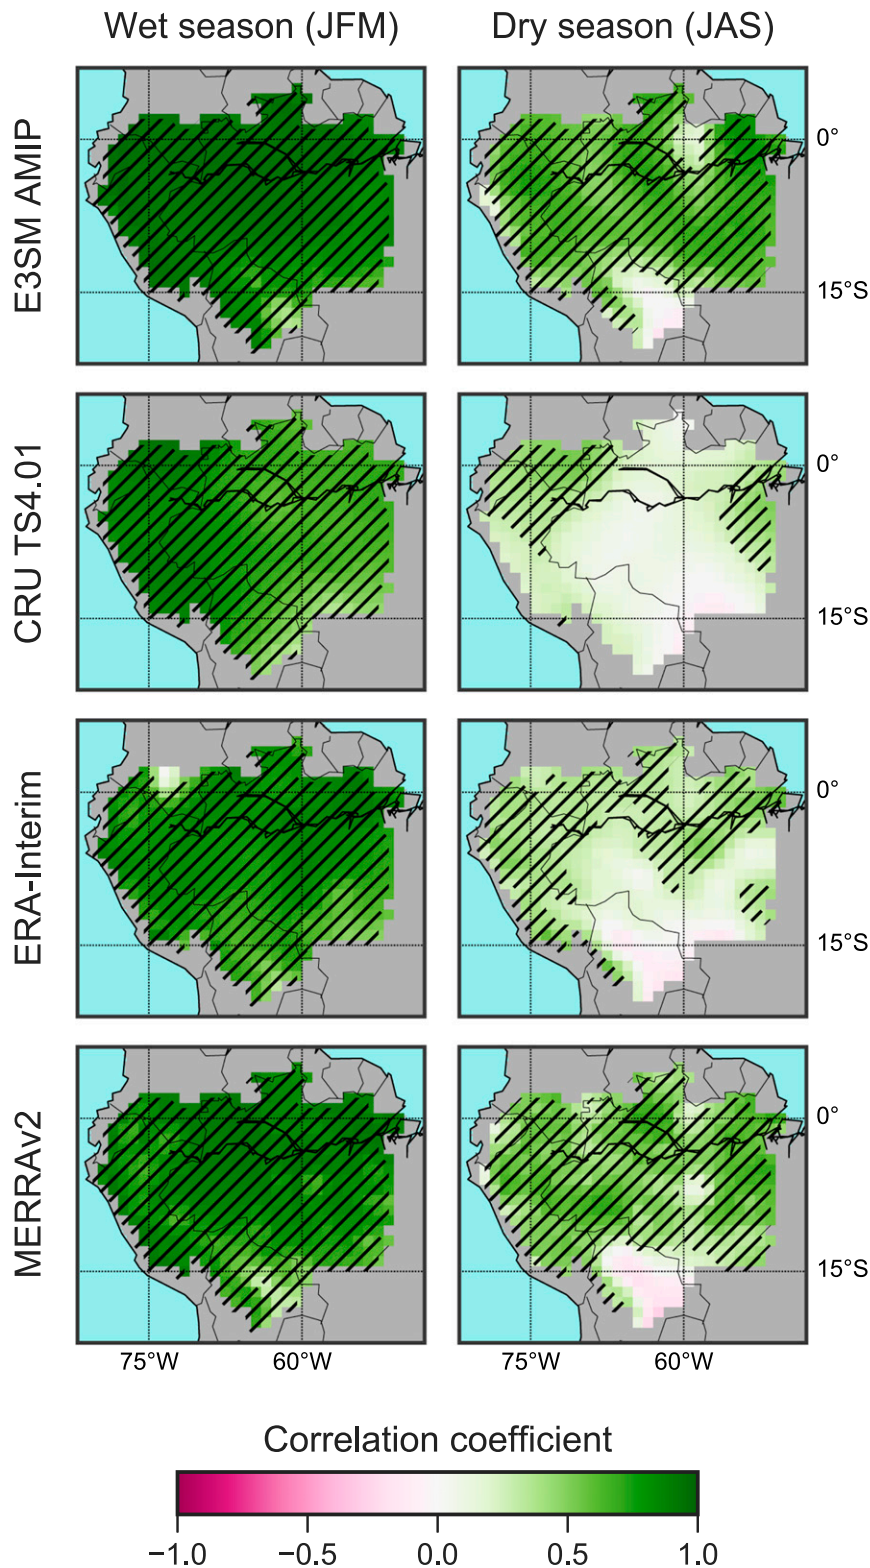 Wet season (JFM)
Dry season (JAS)
E3SM AMIP
0°
15°S
CRU TS4.01
0°
15°S
ERA-Interim
0°
15°S
MERRAv2
0°
15°S
75°W
60°W
75°W
60°W
Correlation coefficient
−1.0
−0.5
0.0
0.5
1.0